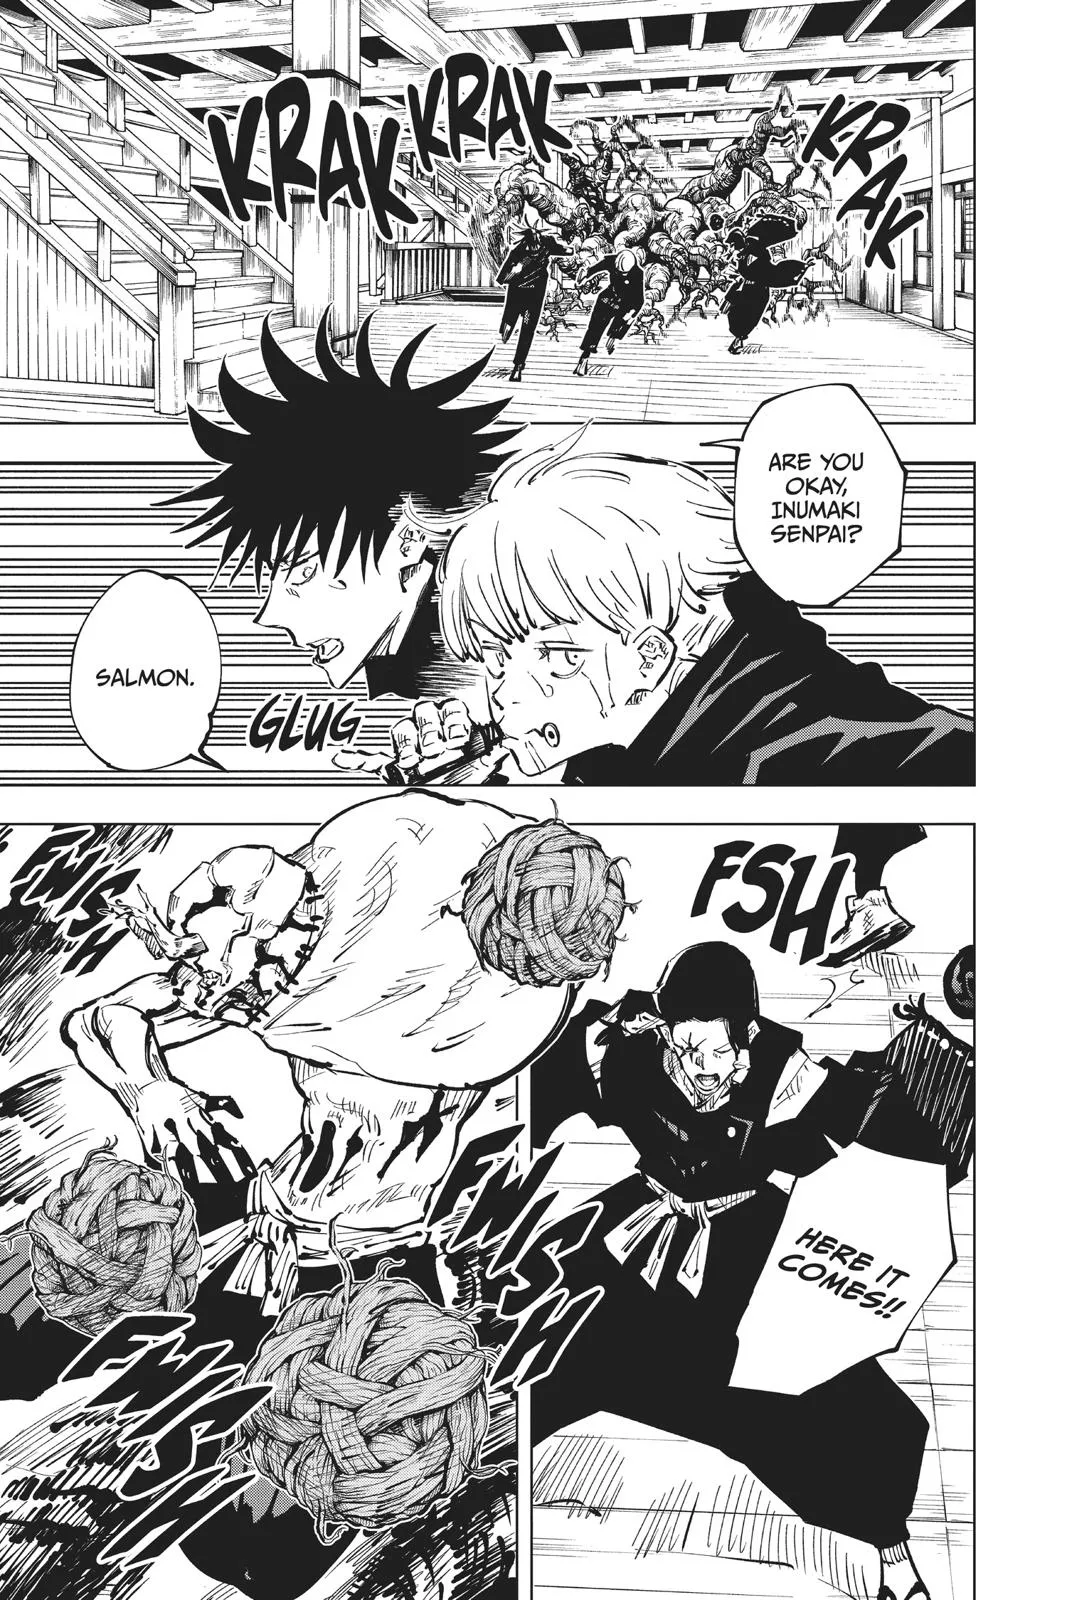 KRAK
KRAK
KRAK
ARE YOU
OKAY,
INUMAKI
SENPAI?
SALMON.
GLUG
FSH
HERE IT
COMES!!
FWISH
FWISH
FWISH